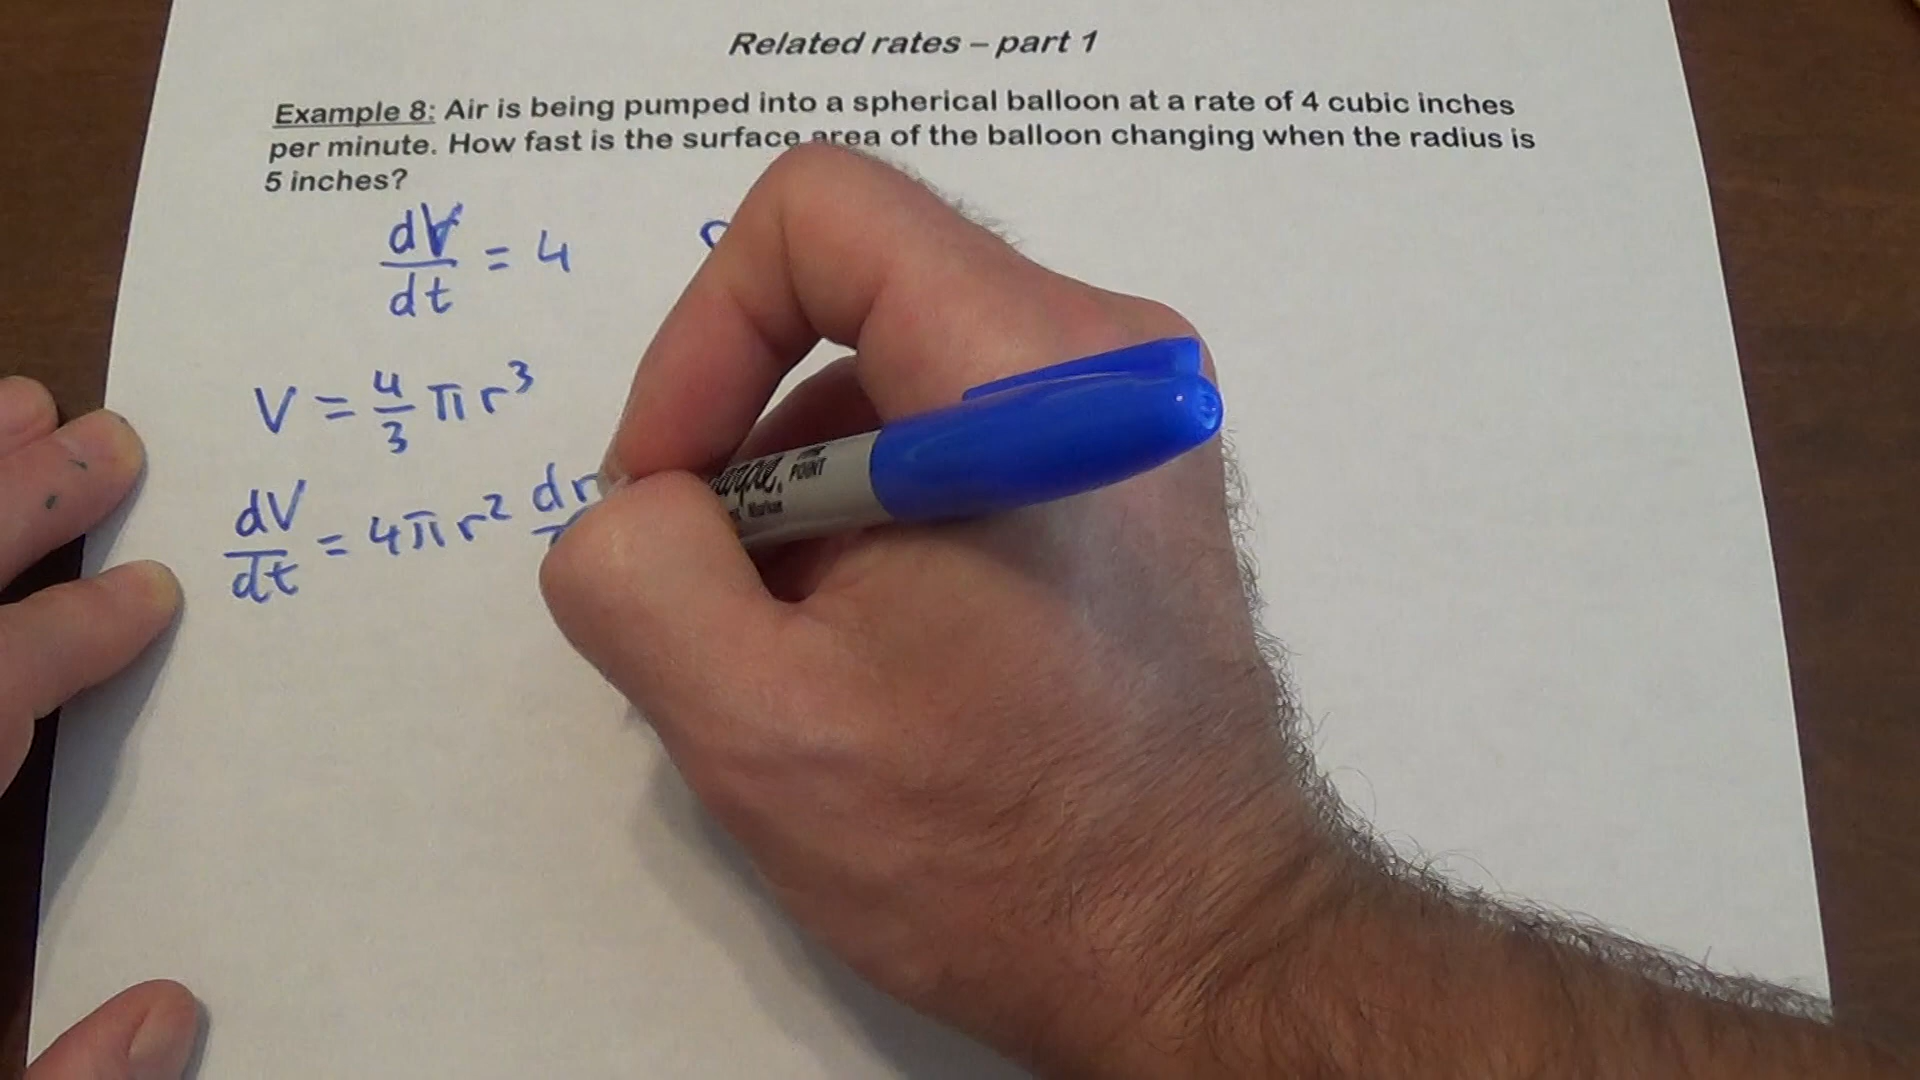 Related rates – part 1
Example 8: Air is being pumped into a spherical balloon at a rate of 4 cubic inches
per minute. How fast is the surface area of the balloon changing when the radius is
5 inches?
dV/dt = 4
V = 4/3 π r³
POINT
dV/dt = 4πr² dr